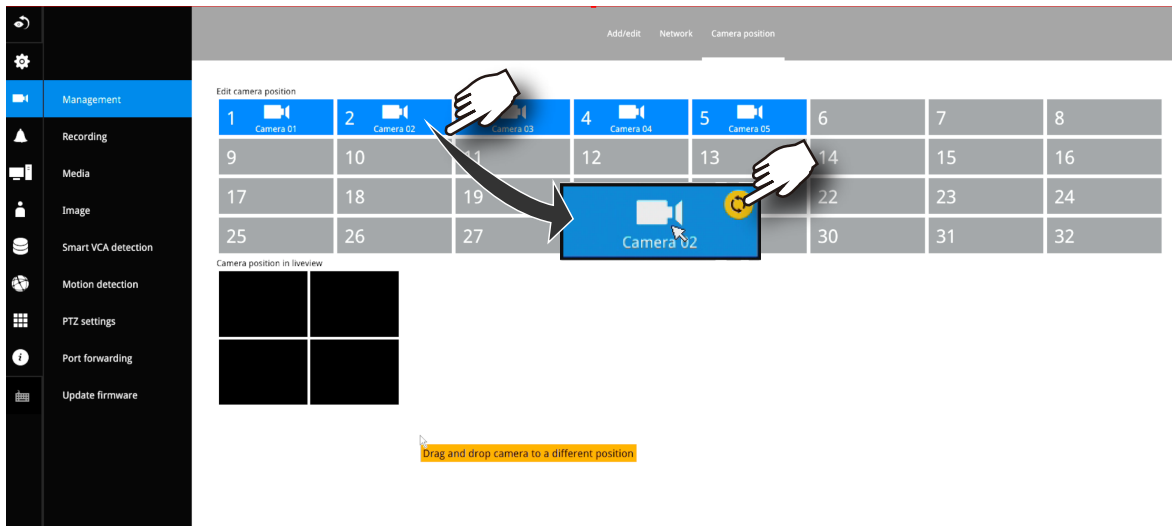 Add/edit Network Camera position
Management
Recording
Media
Image
Smart VCA detection
Motion detection
PTZ settings
Port forwarding
Update firmware
Edit camera position
1 Camera 01 2 Camera 02 Camera 03 4 Camera 04 5 Camera 05 6 7 8
9 10 11 12 13 14 15 16
17 18 19 22 23 24
25 26 27 30 31 32
Camera 02
Camera position in liveview
Drag and drop camera to a different position